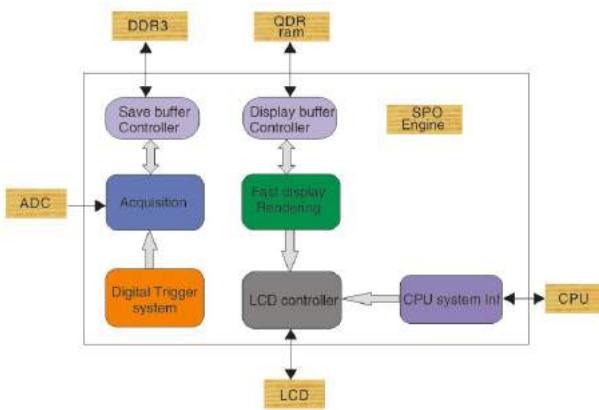 DDR3
QDR
ram
Save buffer
Controller
Display buffer
Controller
SPO
Engine
ADC
Acquisition
Fast display
Rendering
Digital Trigger
system
LCD controller
CPU system Inf
CPU
LCD